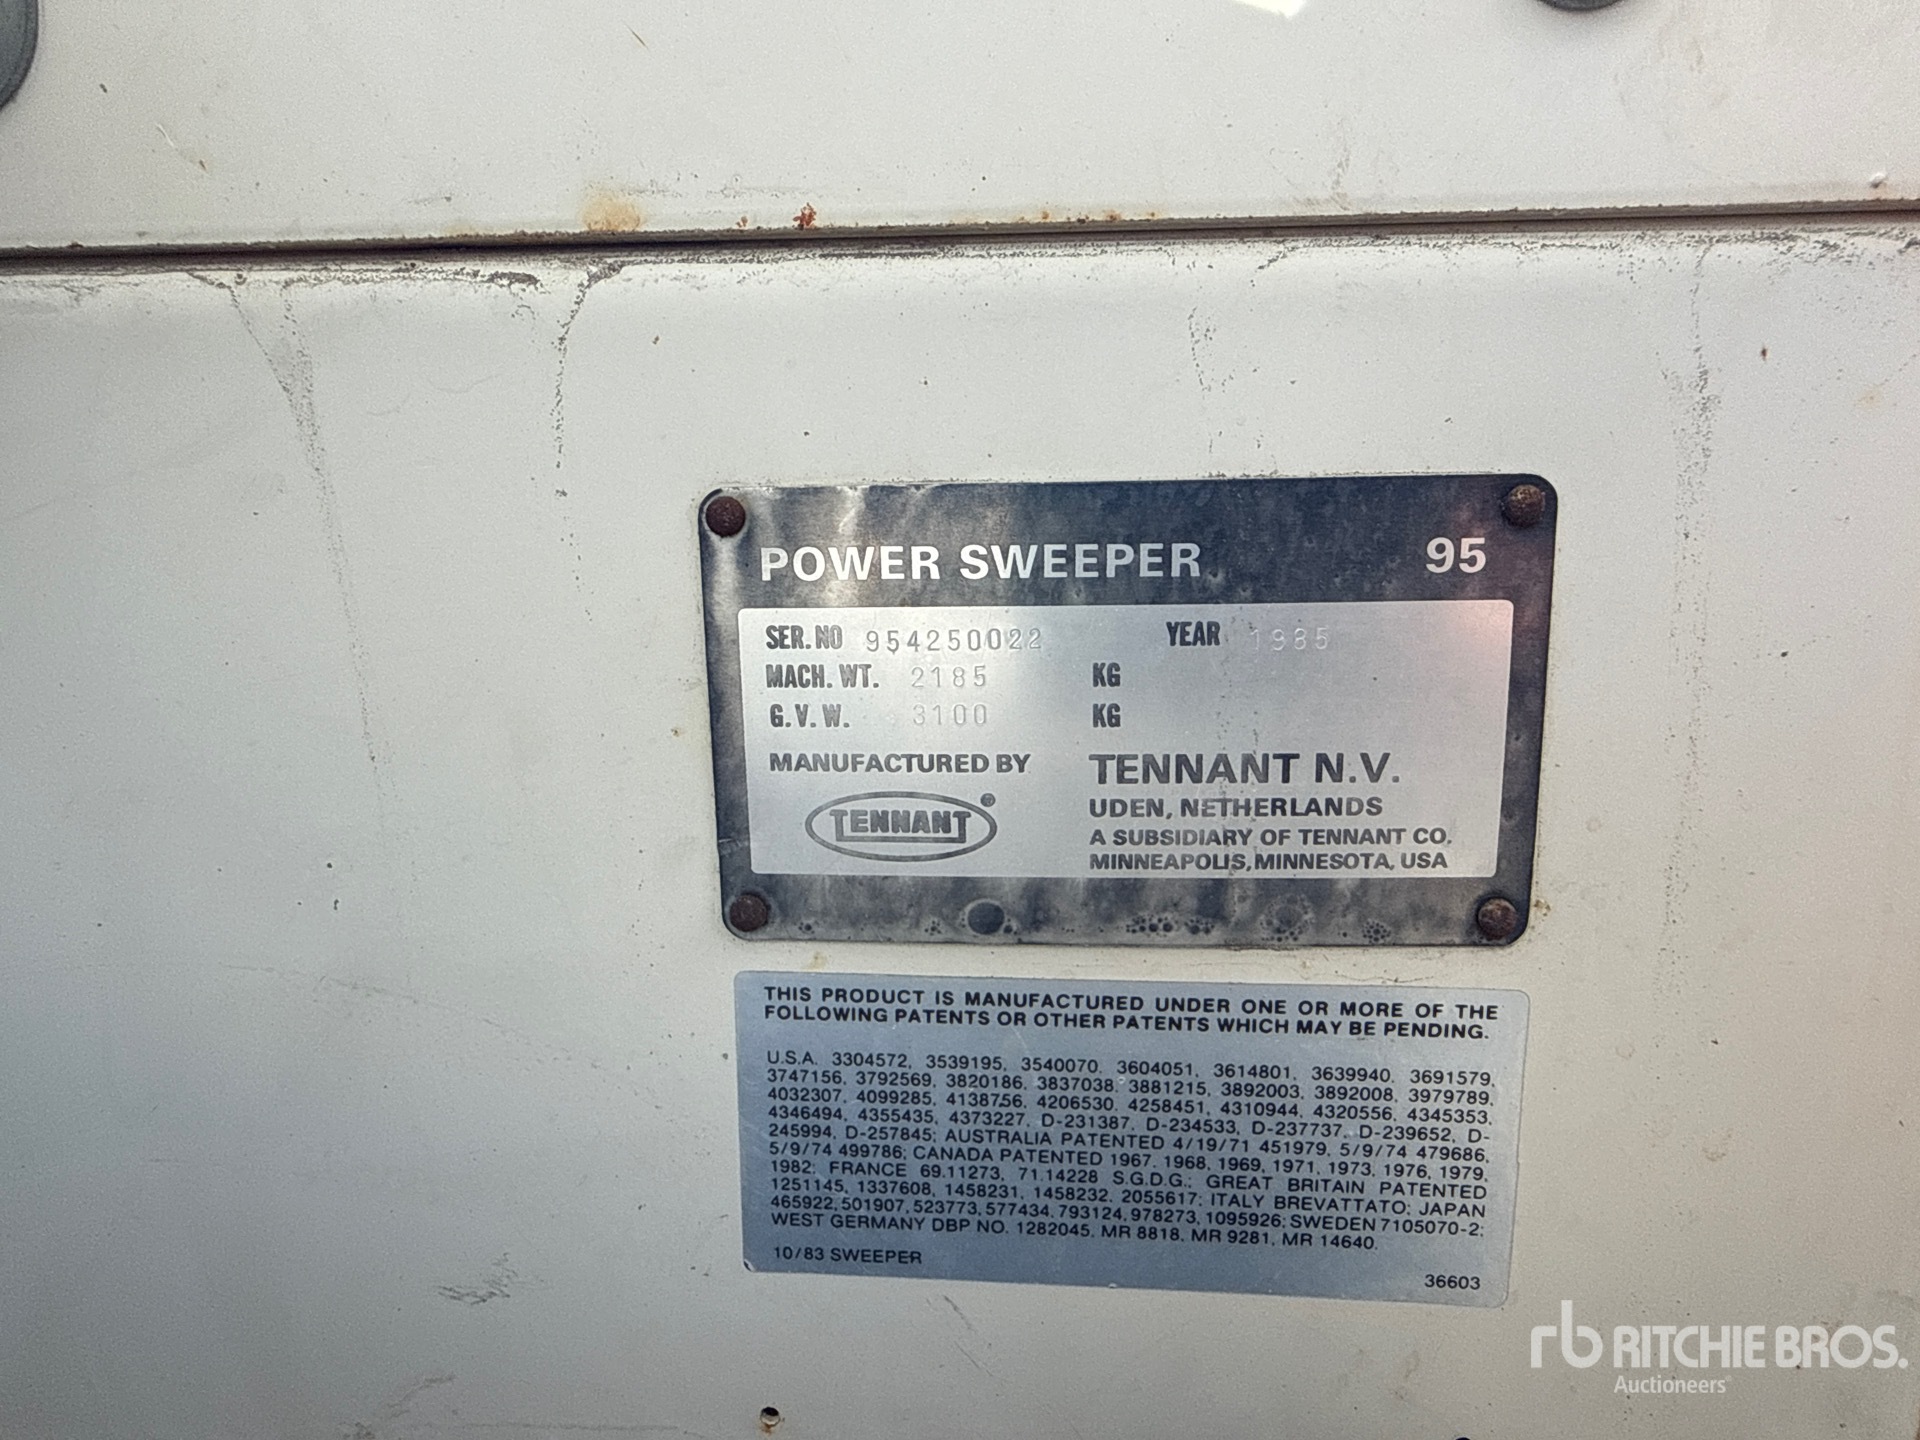 POWER SWEEPER 95
SER. NO 954250022 YEAR 1985
MACH. WT. 2185 KG
G. V. W. 3100 KG
MANUFACTURED BY TENNANT N.V.
UDEN, NETHERLANDS
TENNANT®
A SUBSIDIARY OF TENNANT CO.
MINNEAPOLIS, MINNESOTA, USA
THIS PRODUCT IS MANUFACTURED UNDER ONE OR MORE OF THE
FOLLOWING PATENTS OR OTHER PATENTS WHICH MAY BE PENDING.
U.S.A. 3304572, 3539195, 3540070, 3604051, 3614801, 3639940, 3691579,
3747156, 3792569, 3820186, 3837038, 3881215, 3892003, 3892008, 3979789,
4032307, 4099285, 4138756, 4206530, 4258451, 4310944, 4320556, 4345353,
4346494, 4355435, 4373227, D-231387, D-234533, D-237737, D-239652, D-
245994, D-257845; AUSTRALIA PATENTED 4/19/71 451979, 5/9/74 479686,
5/9/74 499786; CANADA PATENTED 1967, 1968, 1969, 1971, 1973, 1976, 1979,
1982; FRANCE 69.11273, 71.14228 S.G.D.G.; GREAT BRITAIN PATENTED
1251145, 1337608, 1458231, 1458232, 2055617; ITALY BREVATTATO; JAPAN
465922, 501907, 523773, 577434, 793124, 978273, 1095926; SWEDEN 7105070-2;
WEST GERMANY DBP NO. 1282045, MR 8818, MR 9281, MR 14640.
10/83 SWEEPER
36603
rb RITCHIE BROS.
Auctioneers